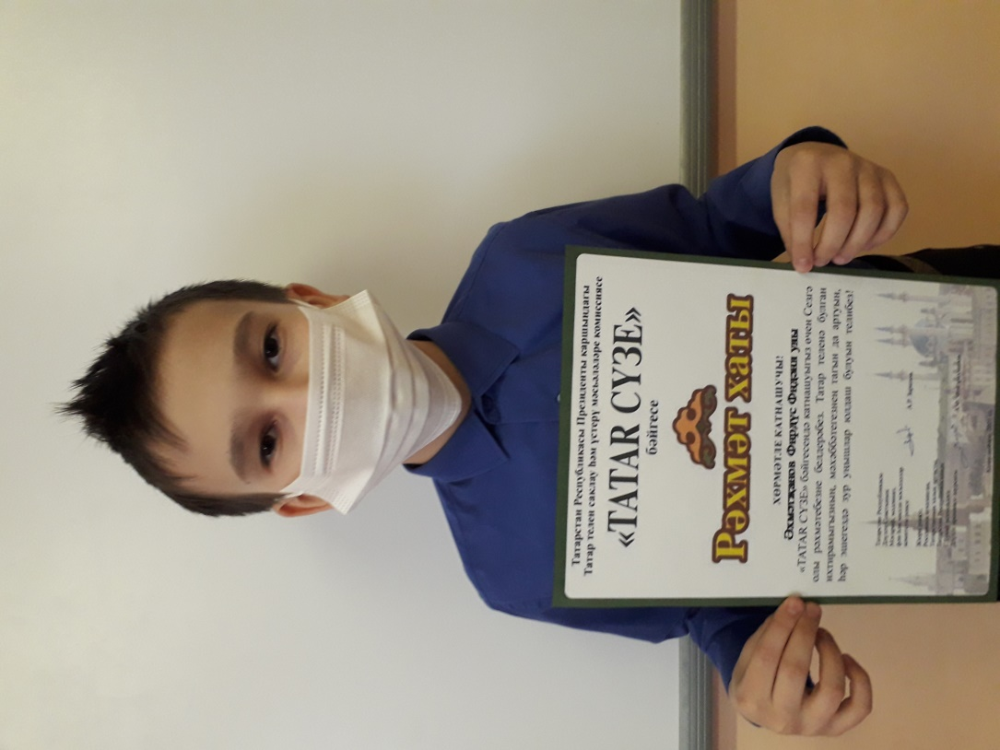 Татарстан Республикасы Президенты каршындагы
Татар телен саклау һәм үстерү мәсьәләләре комиссиясе
«TATAR СҮЗЕ»
бәйгесе
Рәхмәт хаты
ХӨРМӘТЛЕ КАТНАШУЧЫ!
Әхмәтҗанов Фирдүс Фидәил улы
«TATAR СҮЗЕ» бәйгесендә катнашуыгыз өчен Сезгә
олы рәхмәтебезне белдерәбез. Татар теленә булган
ихтирамыгызның, мәхәббәтегезнең тагын да артуын,
һәр эшегездә зур уңышлар юлдаш булуын телибез!